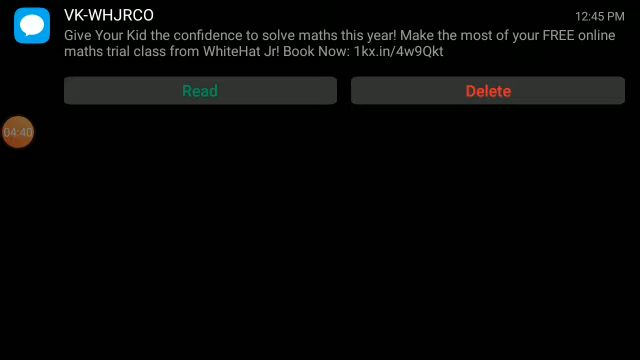 VK-WHJRCO
12:45 PM
Give Your Kid the confidence to solve maths this year! Make the most of your FREE online
maths trial class from WhiteHat Jr! Book Now: 1kx.in/4w9Qkt
Read
Delete
04:40